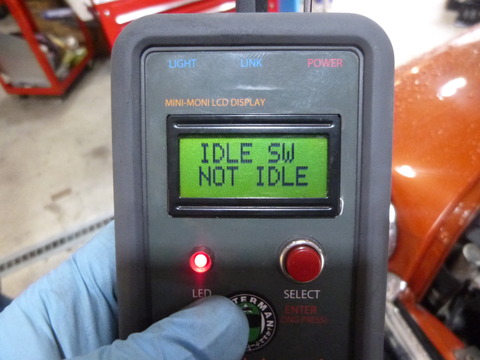 LIGHT LINK POWER
MINI-MONI LCD DISPLAY
IDLE SW
NOT IDLE
LED SELECT
ENTER